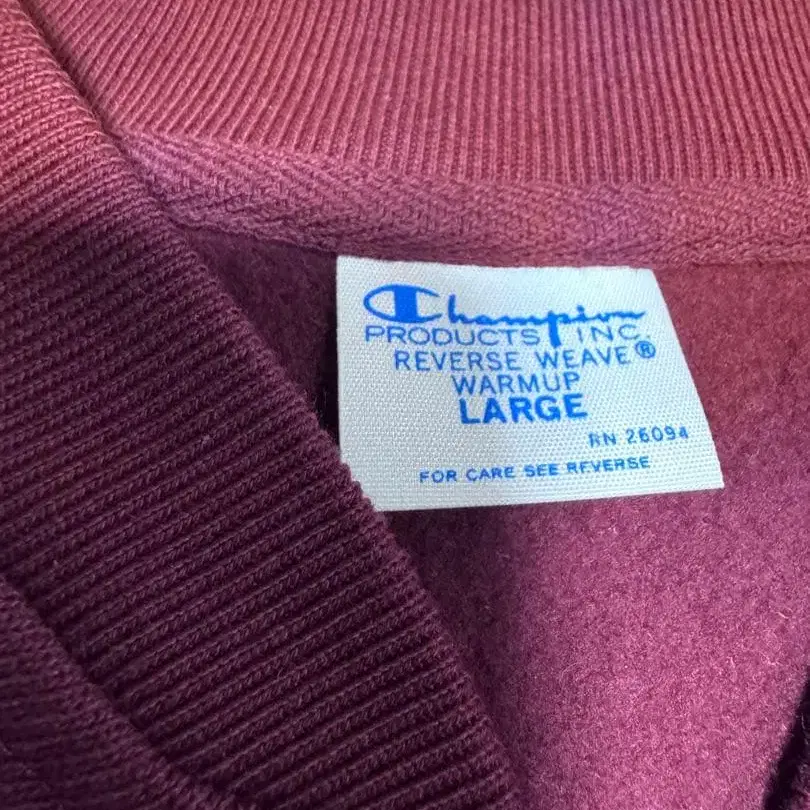 Champion
PRODUCTS INC.
REVERSE WEAVE®
WARMUP
LARGE
RN 26094
FOR CARE SEE REVERSE